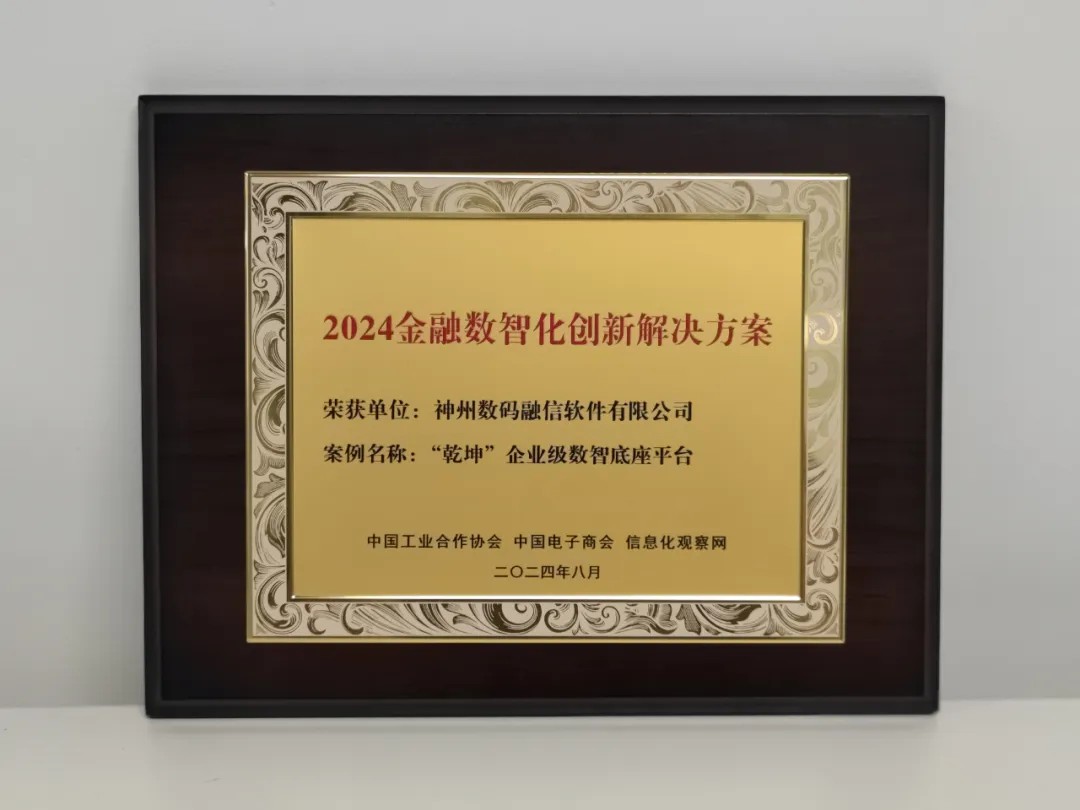 2024金融数智化创新解决方案
荣获单位：神州数码融信软件有限公司
案例名称：“乾坤”企业级数智底座平台
中国工业合作协会 中国电子商会 信息化观察网
二〇二四年八月